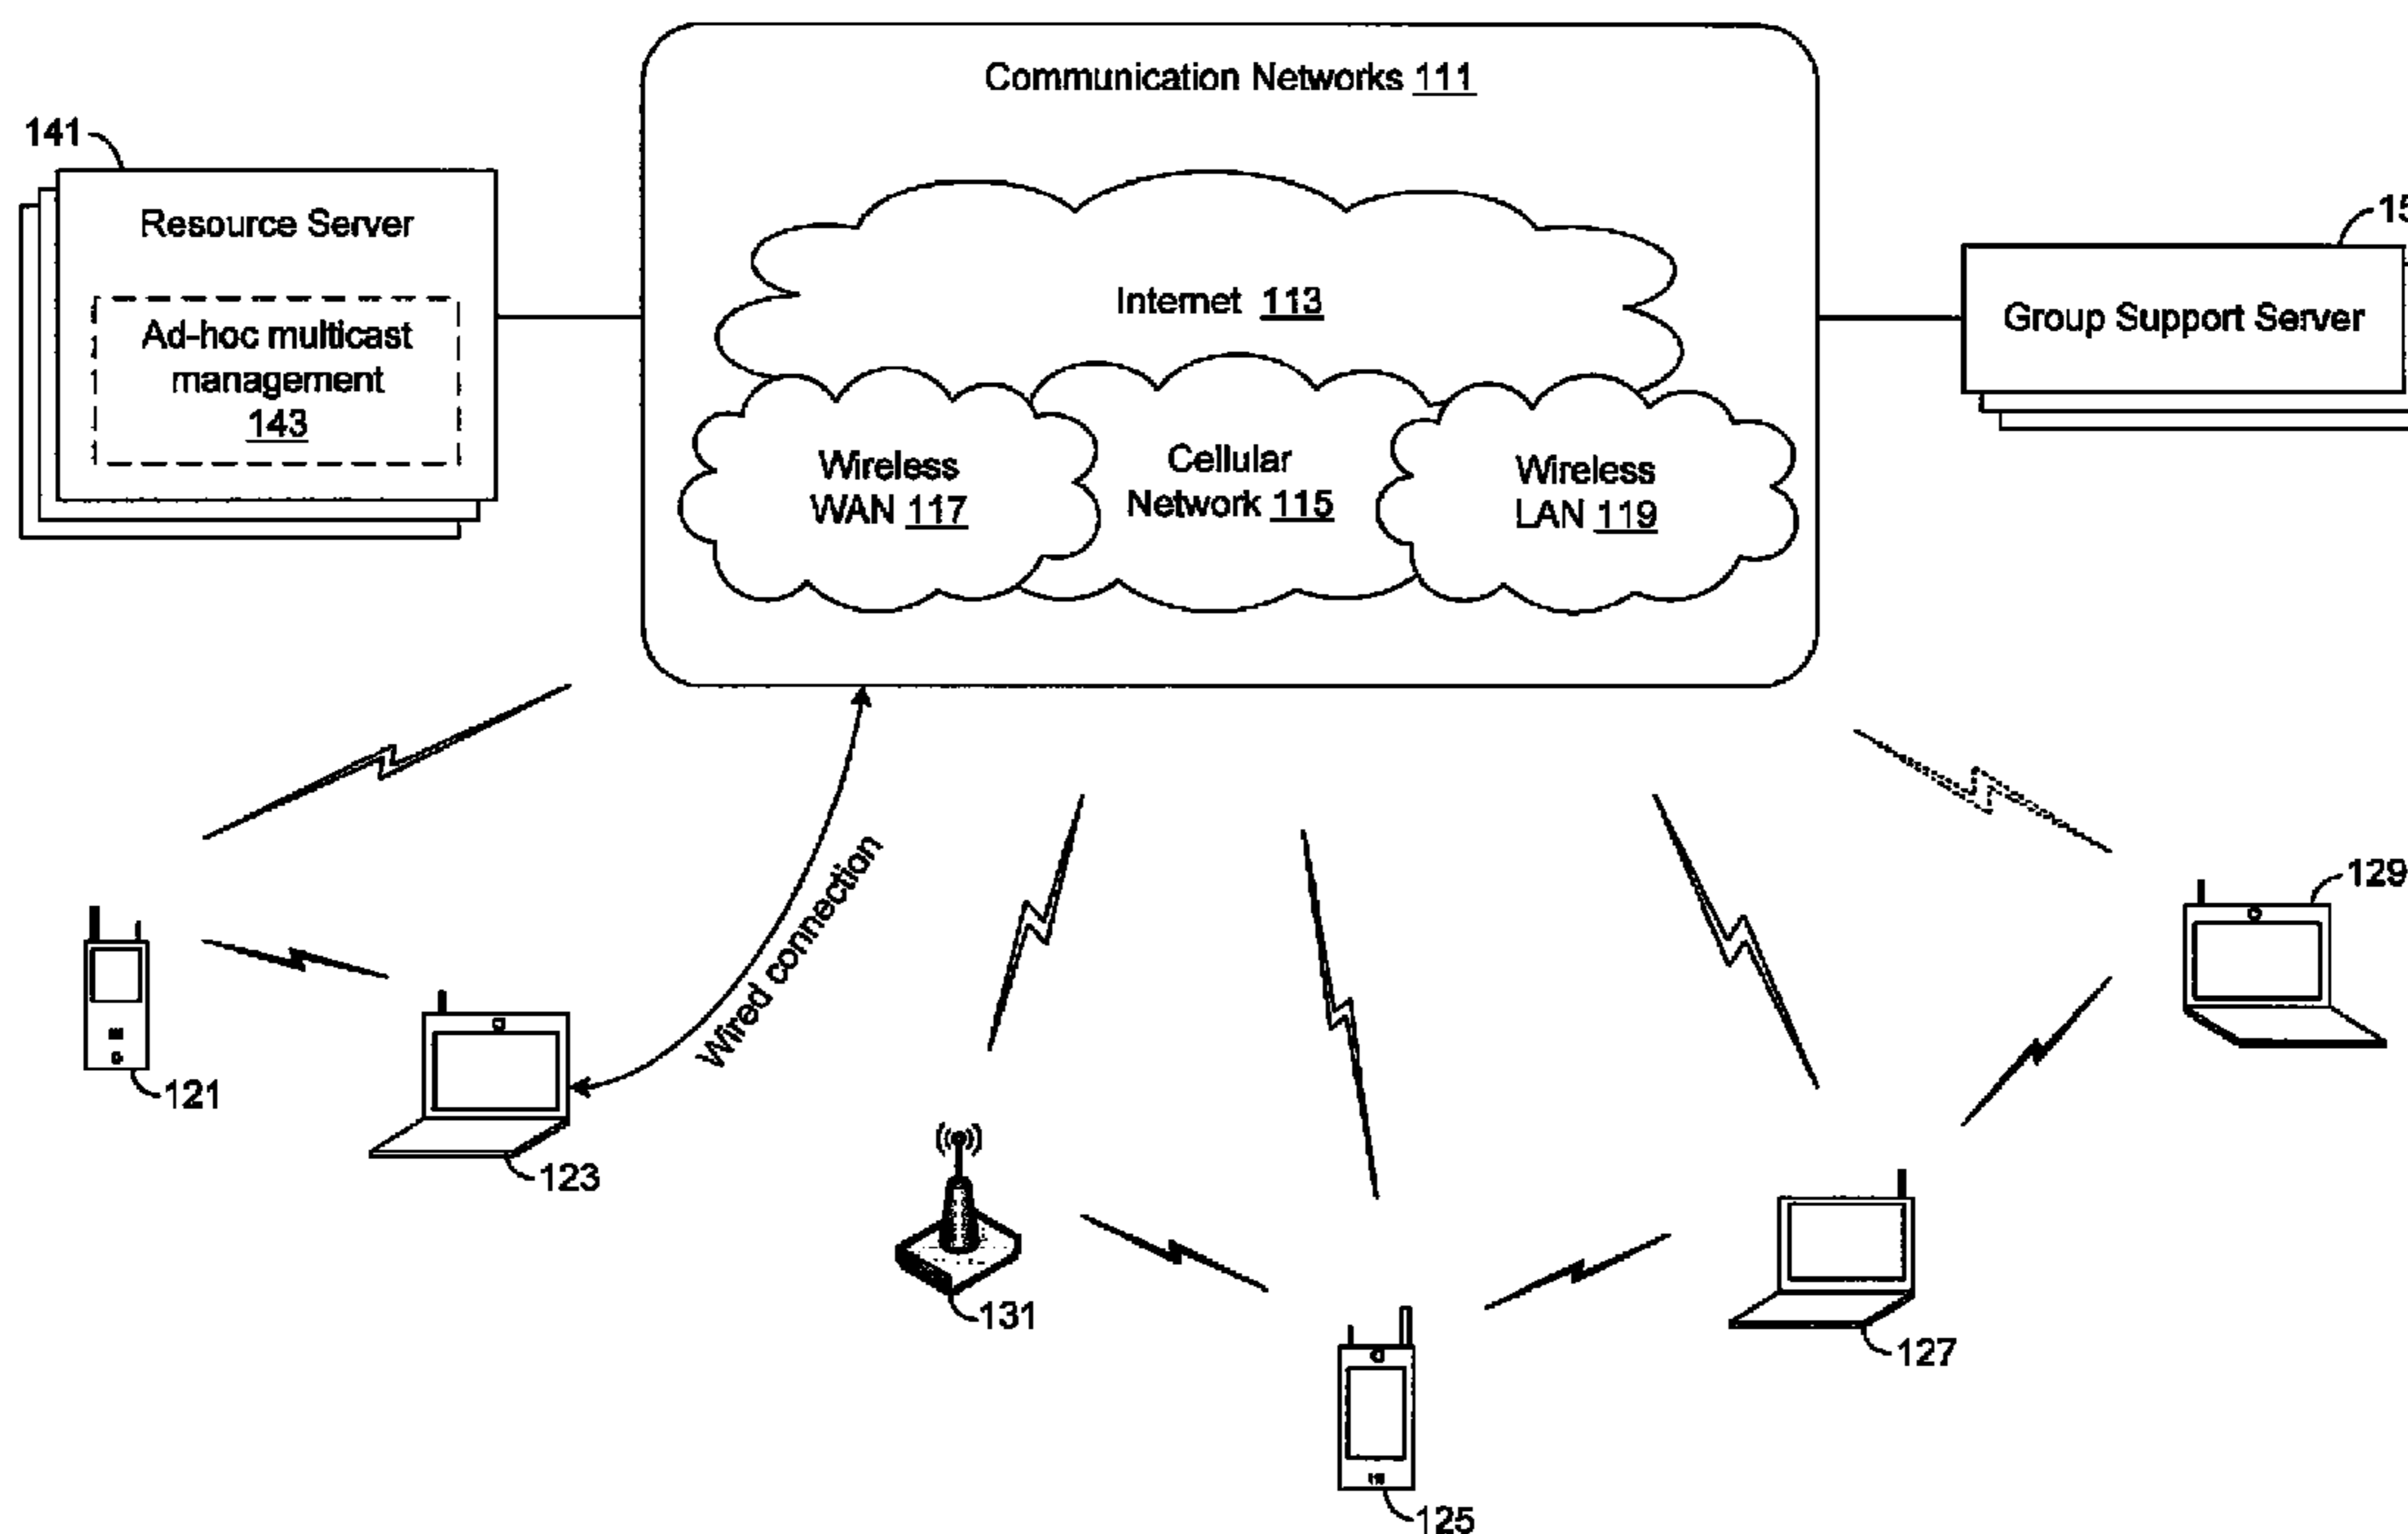 Communication Networks 111
141
Resource Server
Ad-hoc multicast
management
143
Internet 113
Wireless
WAN 117
Cellular
Network 115
Wireless
LAN 119
Group Support Server
Wired connection
121
123
131
125
127
129